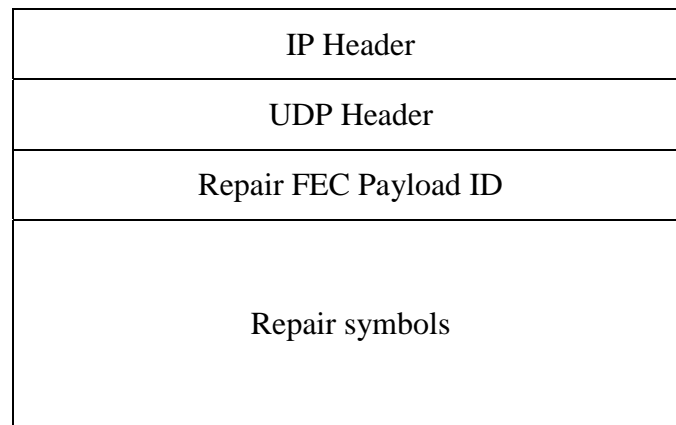 IP Header
UDP Header
Repair FEC Payload ID
Repair symbols